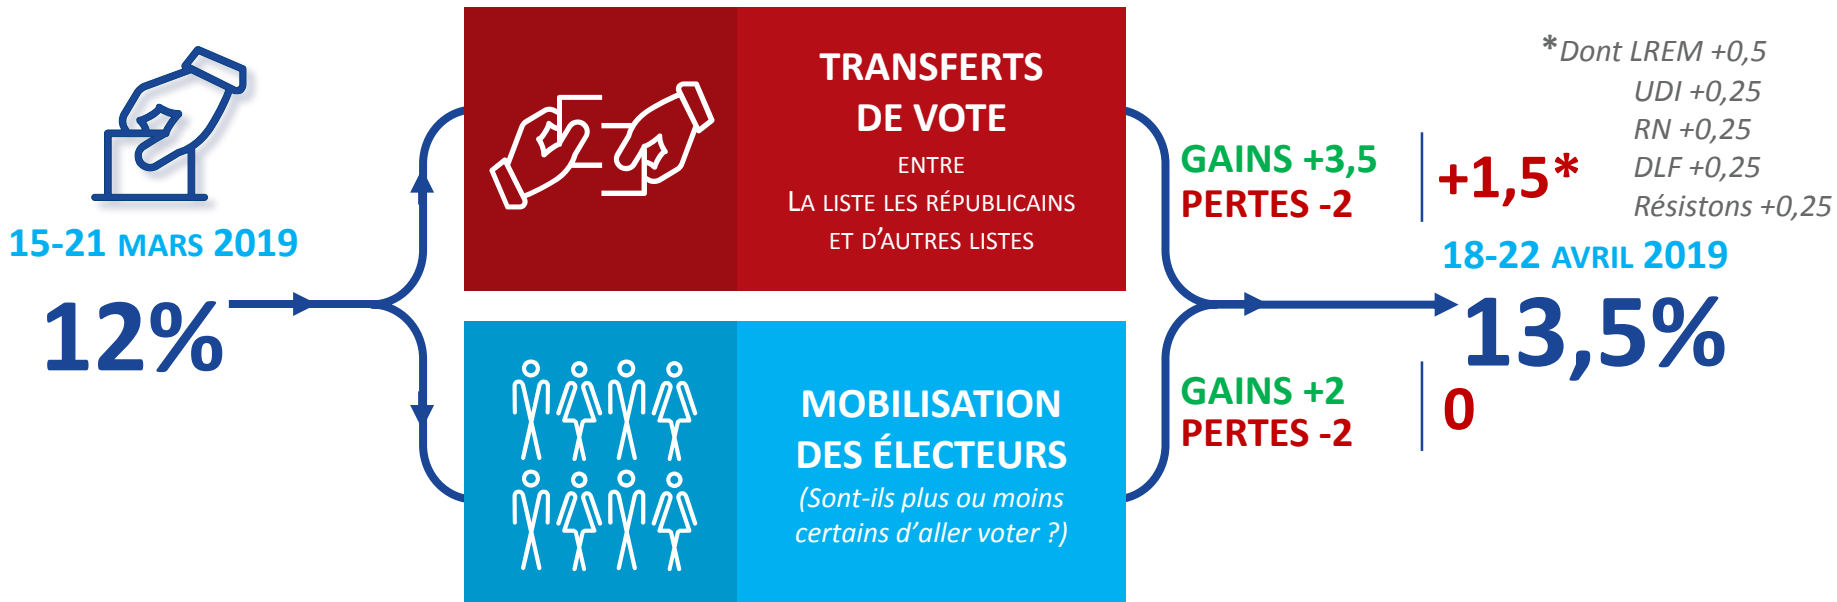 15-21 MARS 2019
12%
TRANSFERTS
DE VOTE
ENTRE
LA LISTE LES RÉPUBLICAINS
ET D'AUTRES LISTES
MOBILISATION
DES ÉLECTEURS
(Sont-ils plus ou moins
certains d'aller voter ?)
GAINS +3,5
PERTES -2
+1,5*
*Dont LREM +0,5
UDI +0,25
RN +0,25
DLF +0,25
Résistons +0,25
18-22 AVRIL 2019
13,5%
GAINS +2
PERTES -2
0